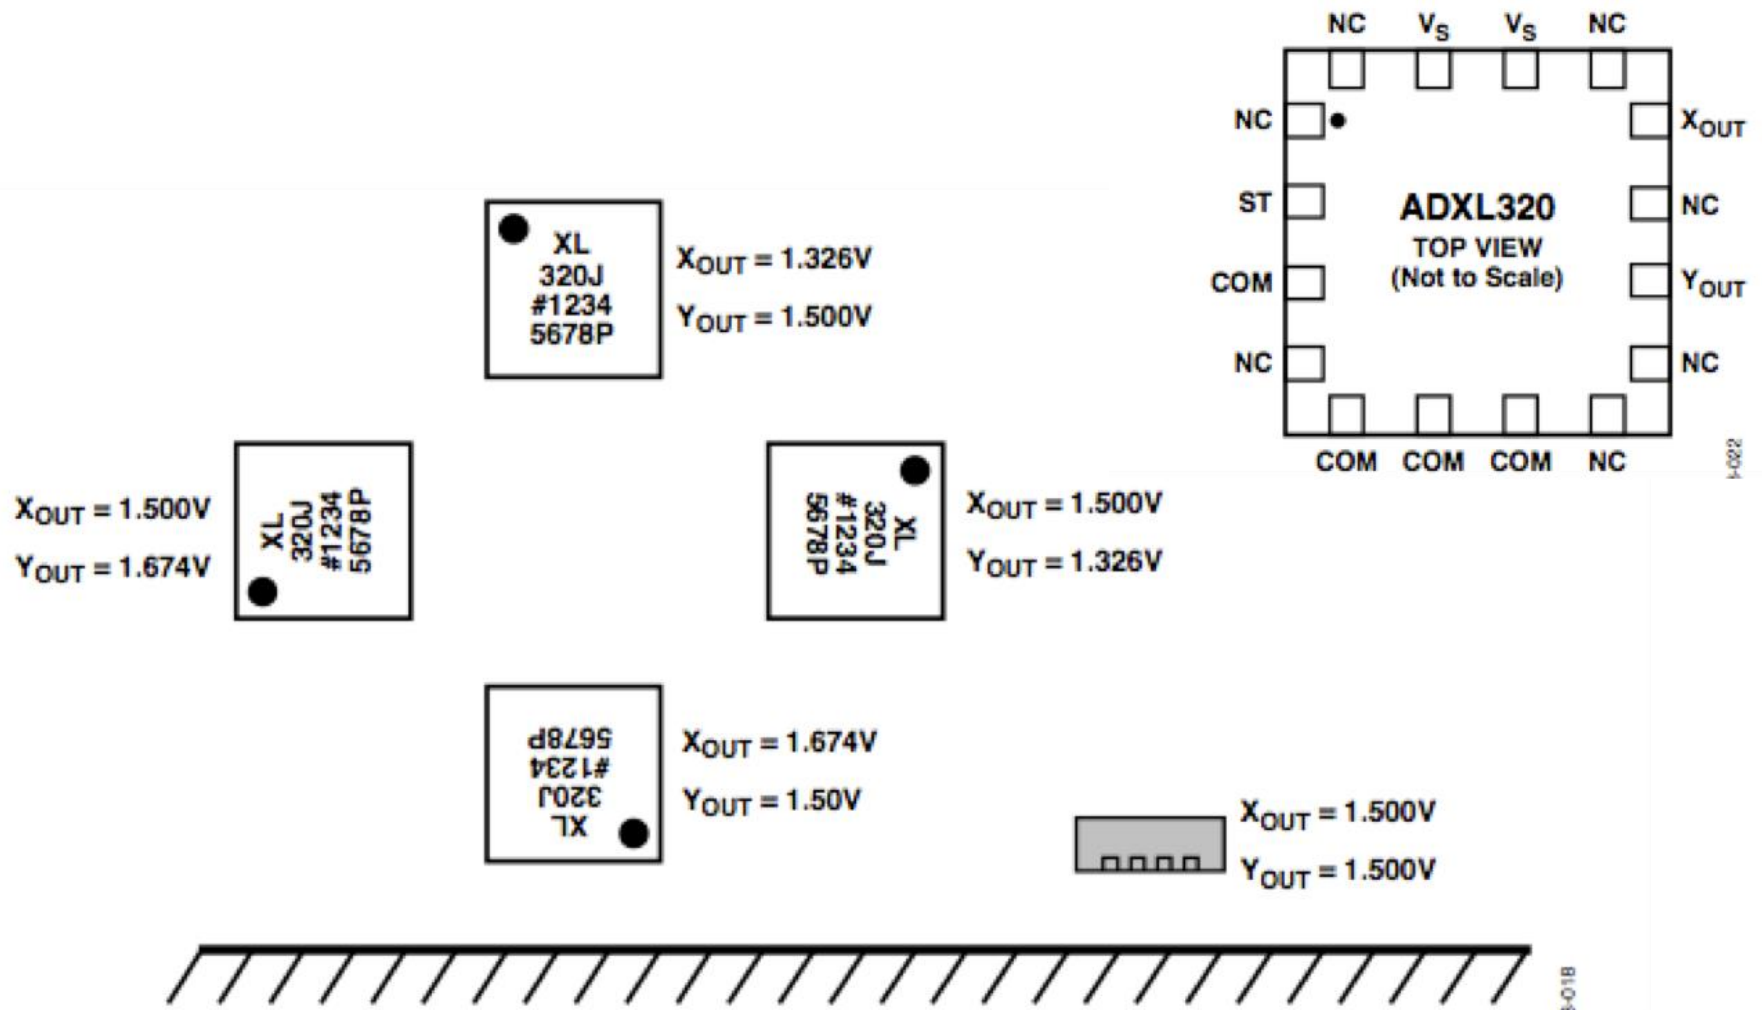 NC VS VS NC
NC XOUT
ST ADXL320 NC
TOP VIEW
(Not to Scale)
COM YOUT
NC NC
COM COM COM NC
XL
320J
#1234
5678P
XOUT = 1.326V
YOUT = 1.500V
XOUT = 1.500V
YOUT = 1.674V
XL
320J
#1234
5678P
XL
320J
#1234
5678P
XOUT = 1.500V
YOUT = 1.326V
XL
320J
#1234
5678P
XOUT = 1.674V
YOUT = 1.50V
XOUT = 1.500V
YOUT = 1.500V